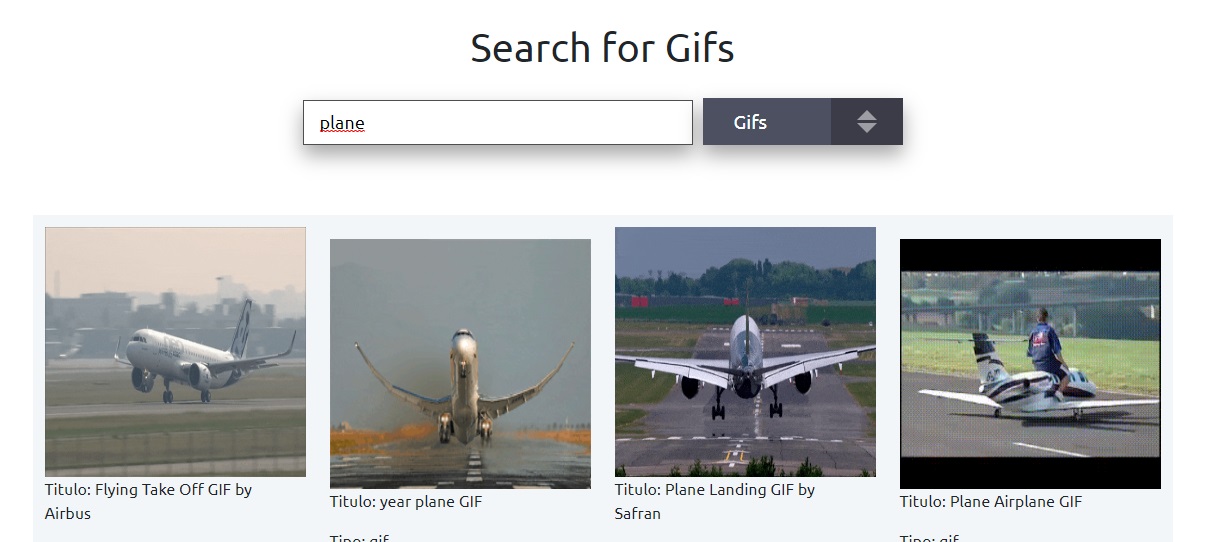 Search for Gifs
plane
Gifs
Titulo: Flying Take Off GIF by
Airbus
Titulo: year plane GIF
Tipo: gif
Titulo: Plane Landing GIF by
Safran
Titulo: Plane Airplane GIF
Tipo: gif